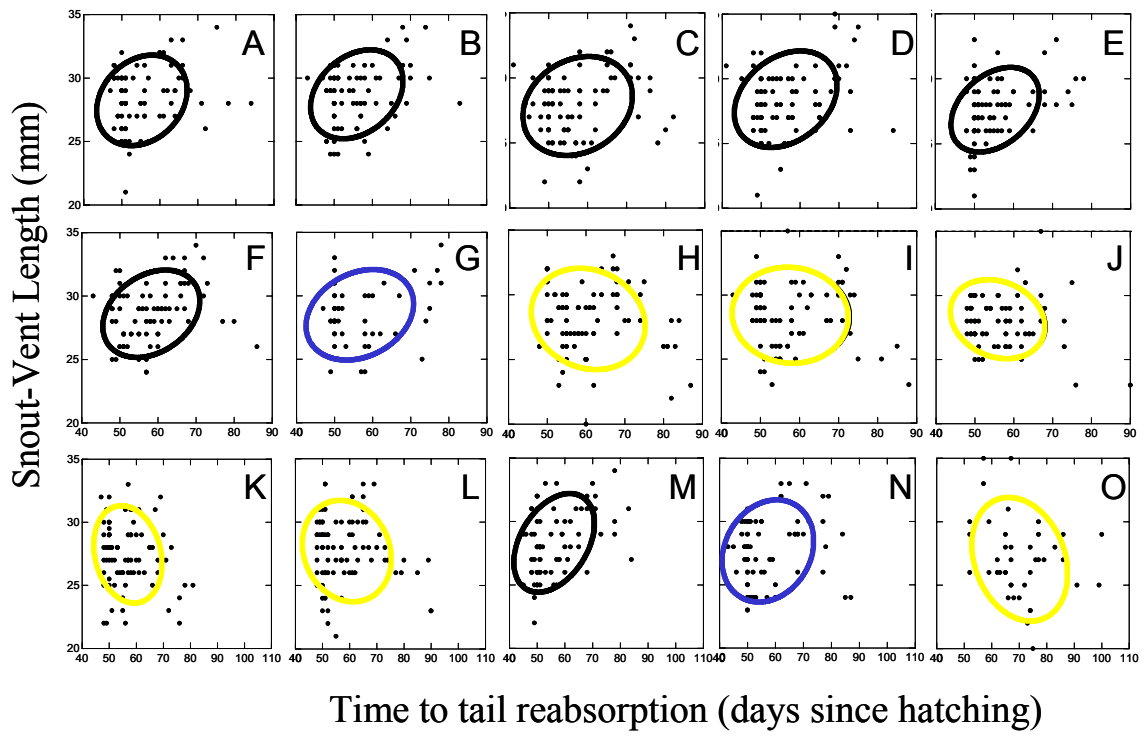 Snout-Vent Length (mm)
35
A
B
C
D
E
30
25
20
35
F
G
H
I
J
30
25
20
40 50 60 70 80 90
40 50 60 70 80 90
40 50 60 70 80 90
40 50 60 70 80 90
40 50 60 70 80 90
35
K
L
M
N
O
30
25
20
40 50 60 70 80 90 100 110
40 50 60 70 80 90 100 110
40 50 60 70 80 90 100 110
40 50 60 70 80 90 100 110
40 50 60 70 80 90 100 110
Time to tail reabsorption (days since hatching)